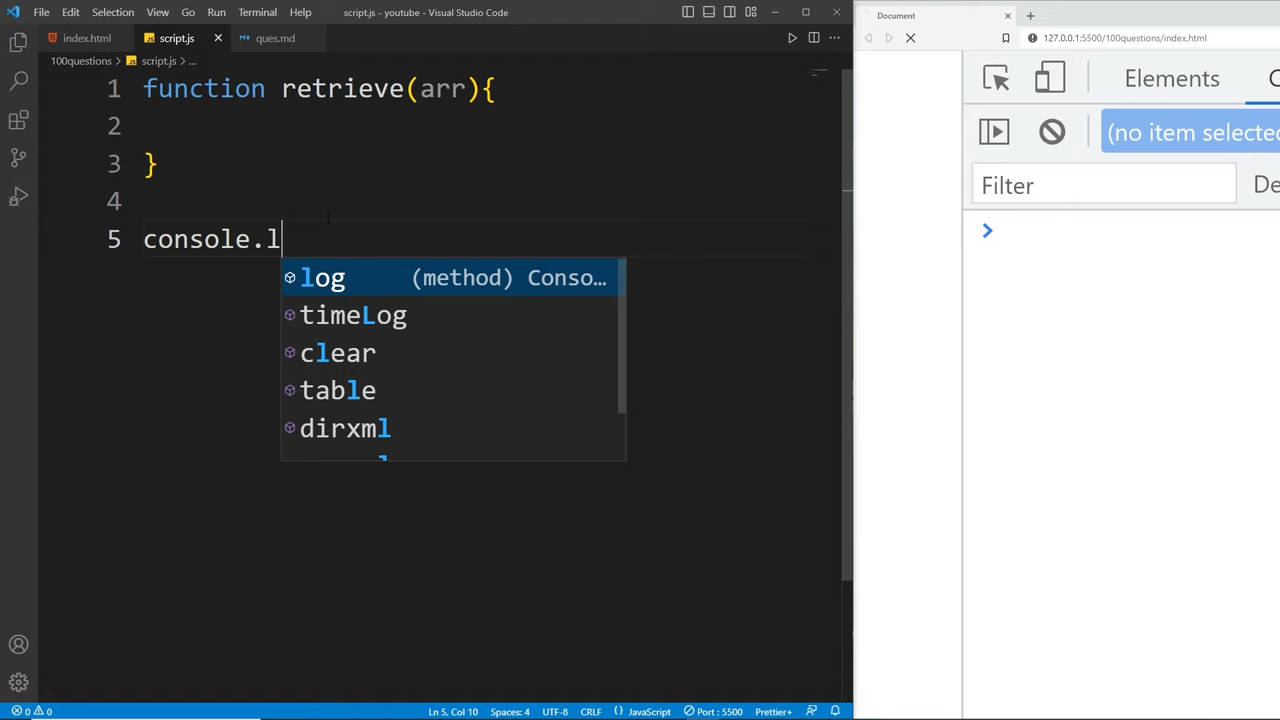 File Edit Selection View Go Run Terminal Help script.js - youtube - Visual Studio Code
index.html script.js ques.md
100questions > script.js > ...
1 function retrieve(arr){
2
3 }
4
5 console.l
log (method) Conso...
timeLog
clear
table
dirxml
0 0 Ln 5, Col 10 Spaces: 4 UTF-8 CRLF {} JavaScript Port : 5500 Prettier+
Document
127.0.0.1:5500/100questions/index.html
Elements
(no item selected
Filter De